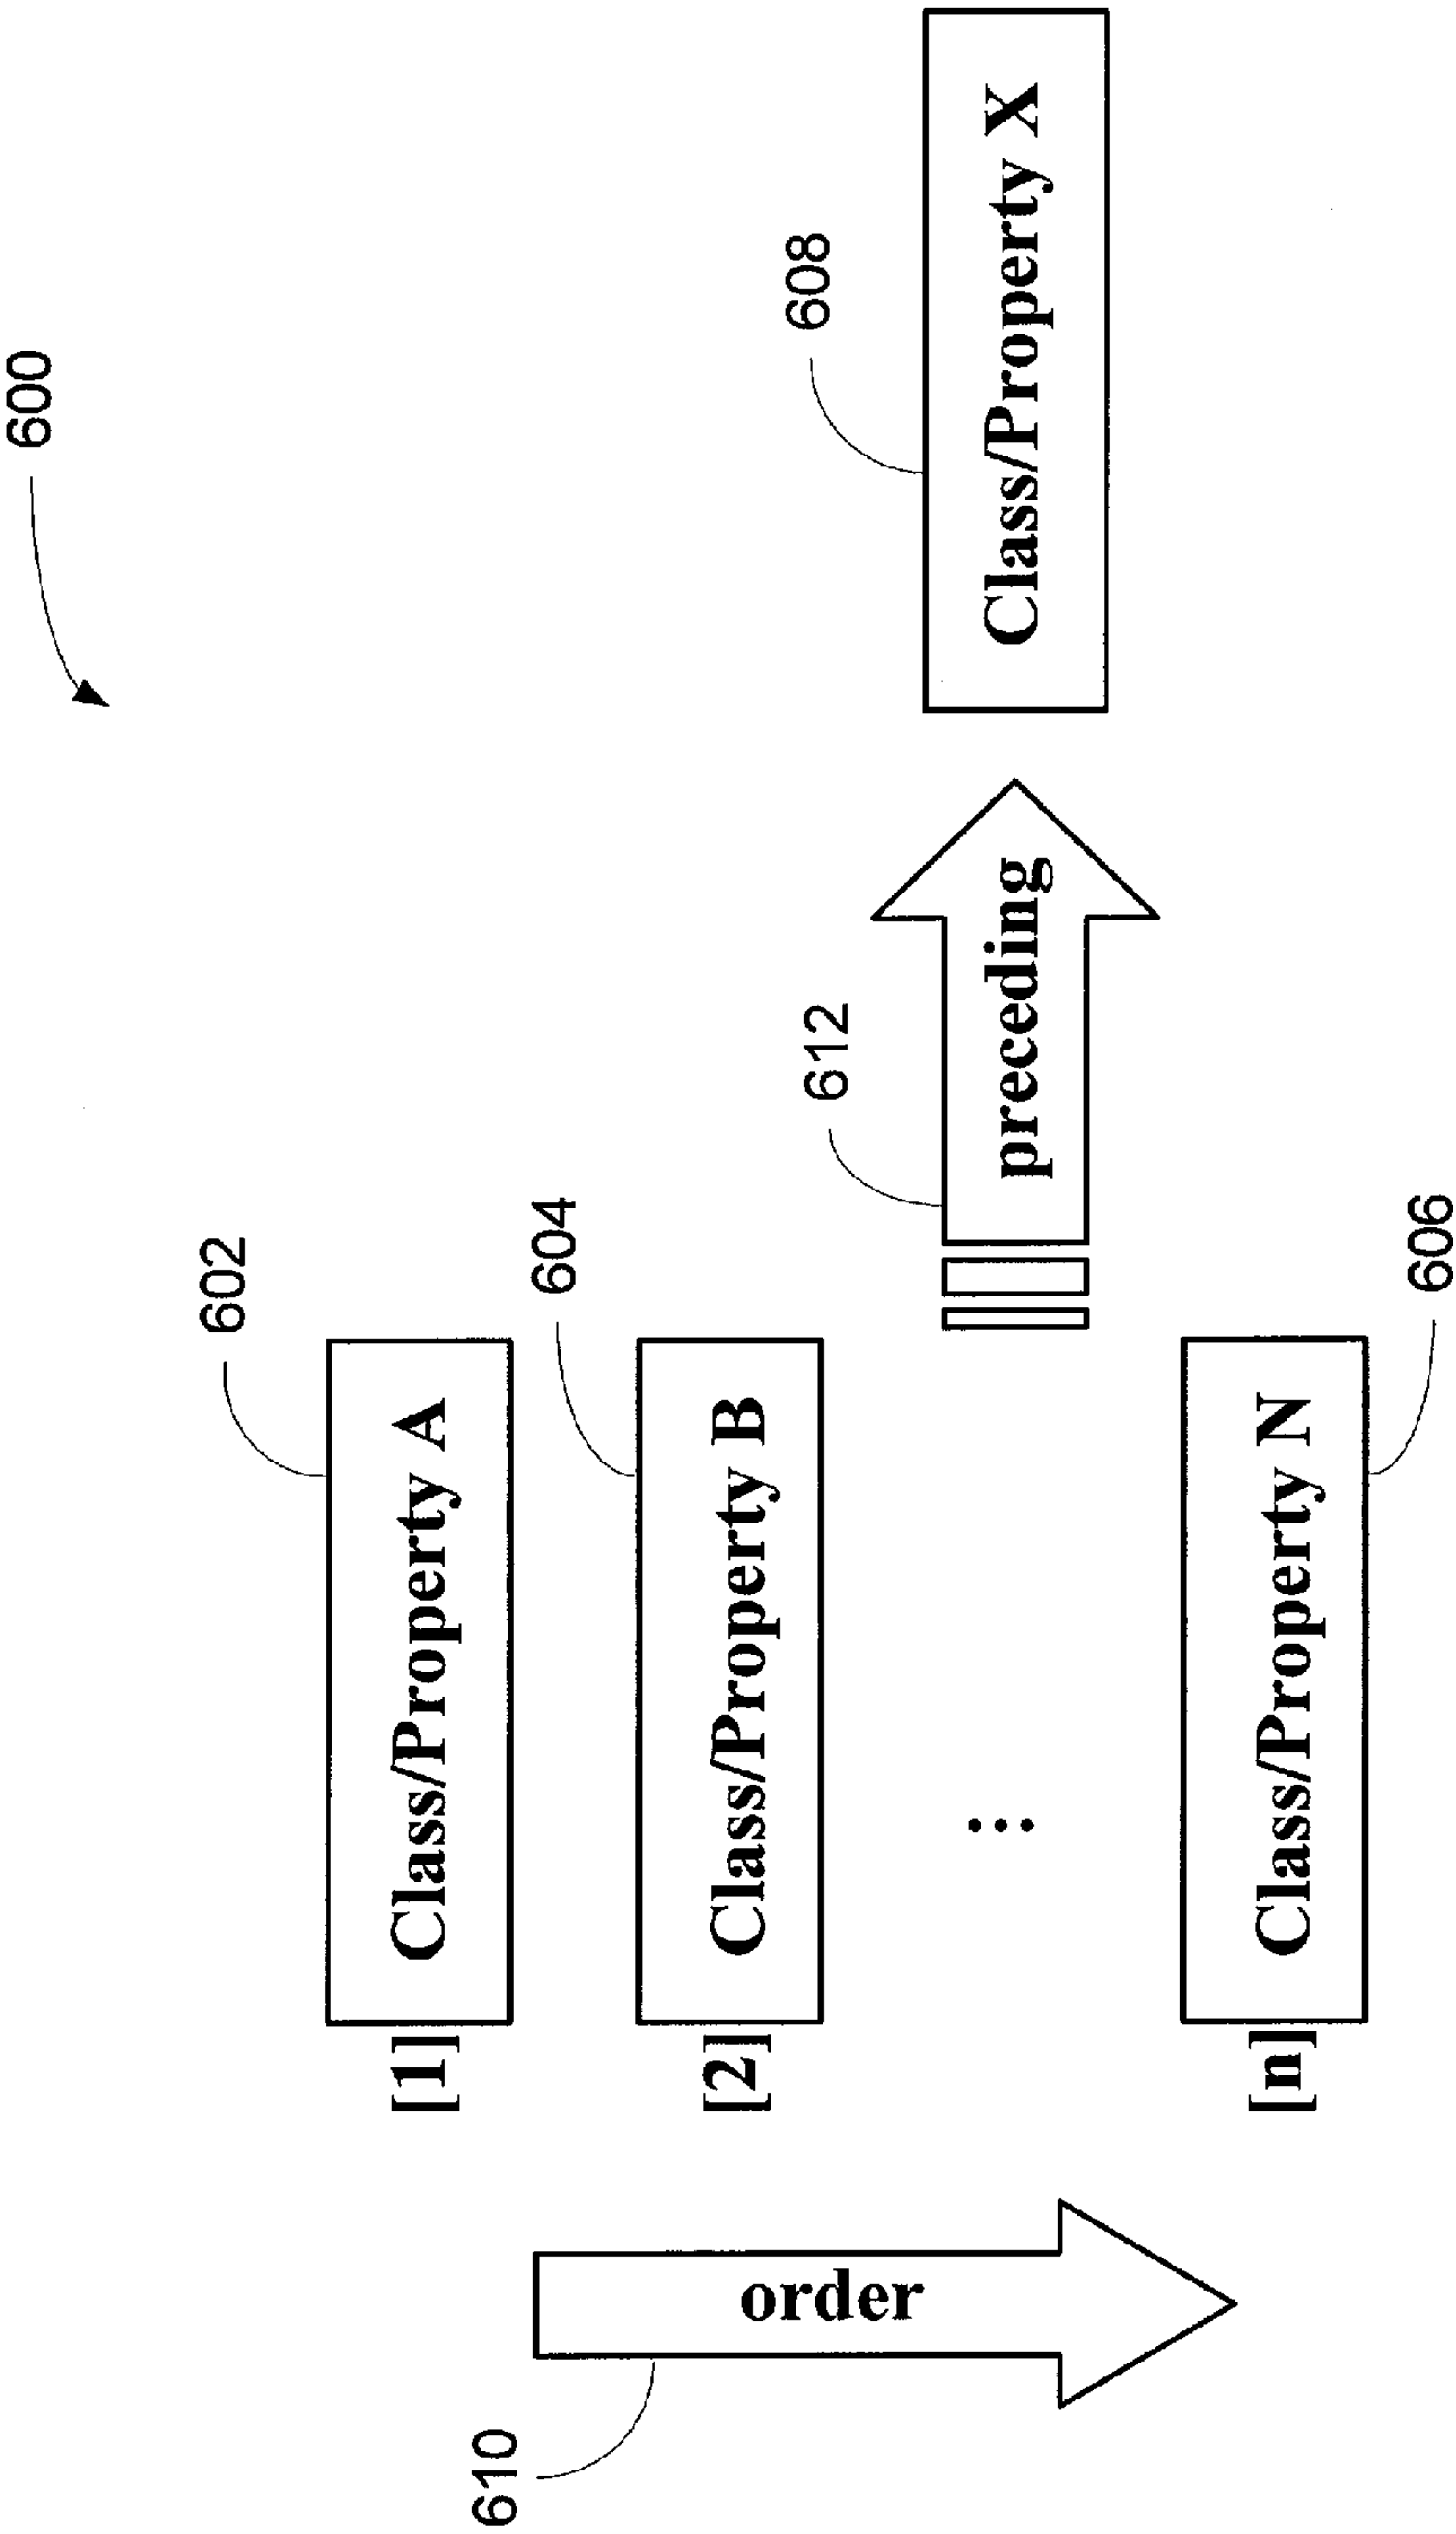 600
602
[1] Class/Property A
604
[2] Class/Property B
610
order
...
612
preceding
608
Class/Property X
[n] Class/Property N
606